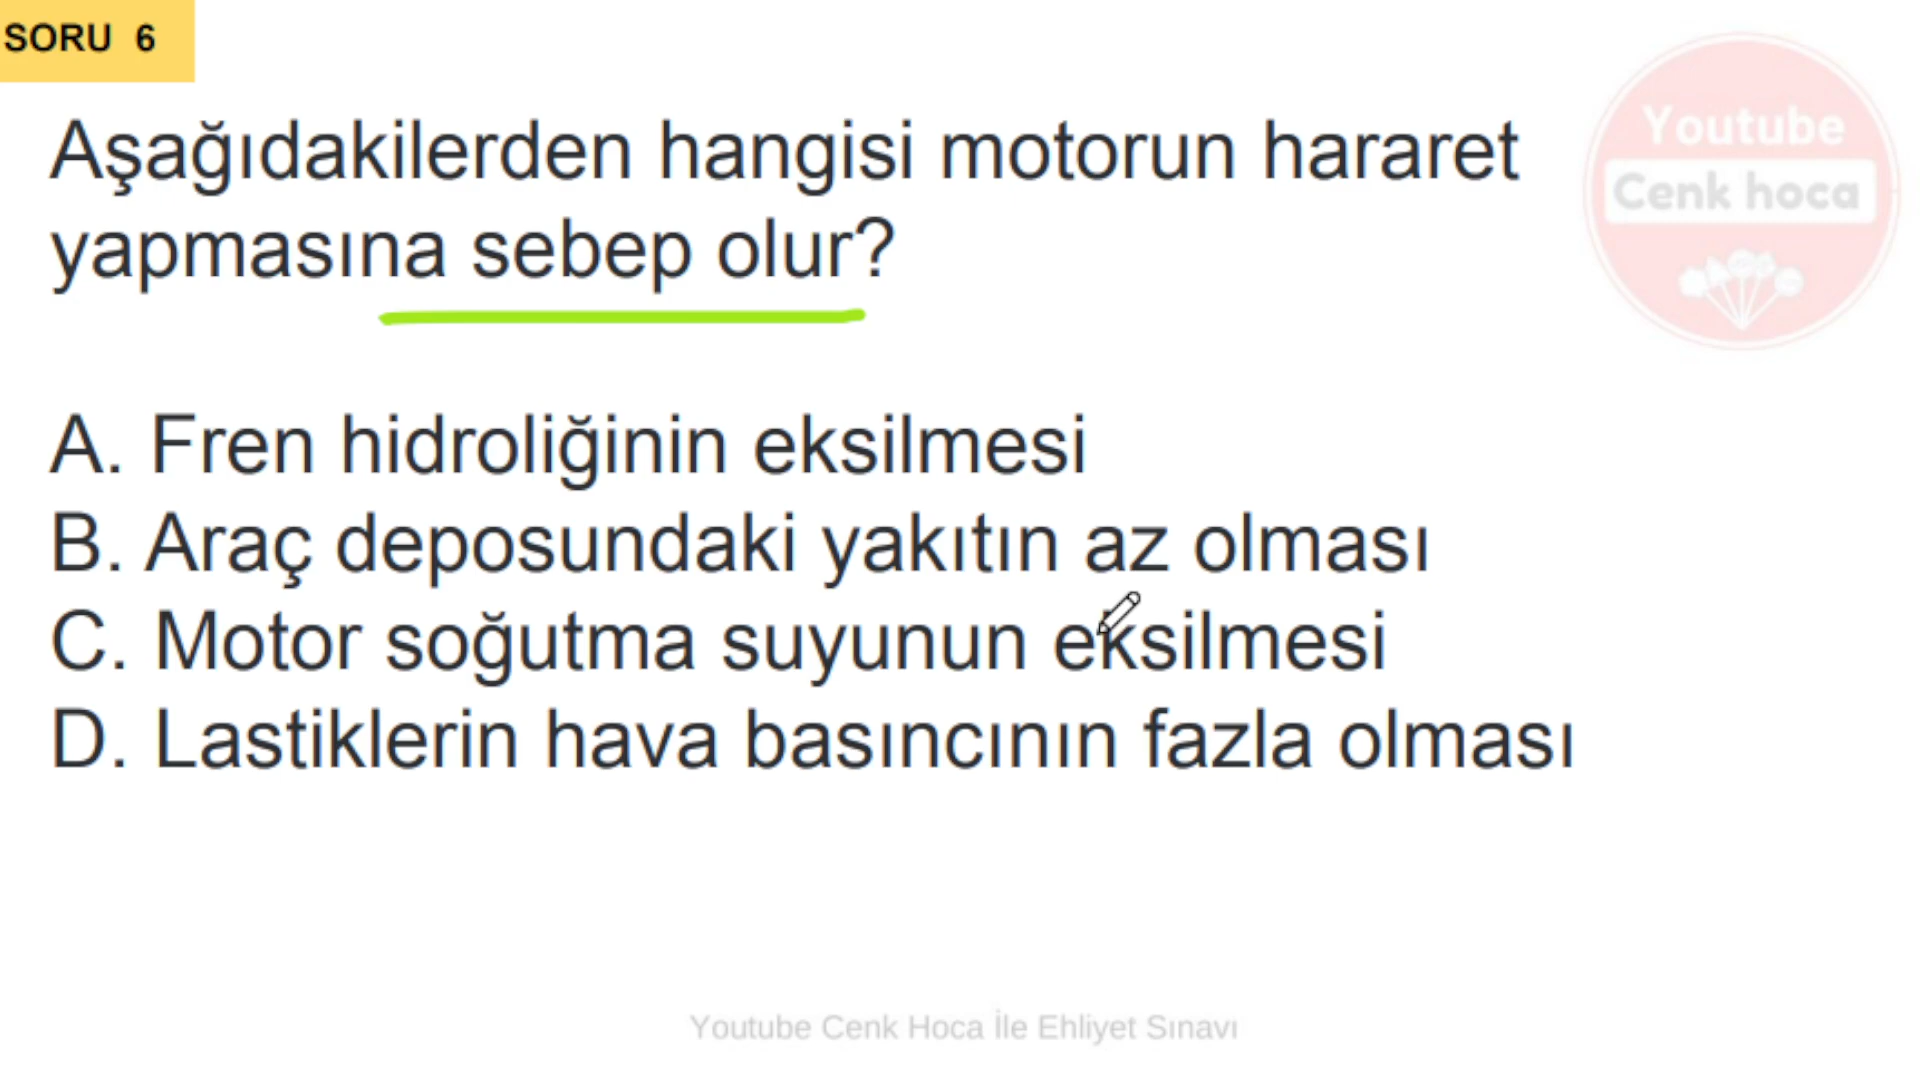 SORU 6
Aşağıdakilerden hangisi motorun hararet
yapmasına sebep olur?
Youtube
Cenk hoca
A. Fren hidroliğinin eksilmesi
B. Araç deposundaki yakıtın az olması
C. Motor soğutma suyunun eksilmesi
D. Lastiklerin hava basıncının fazla olması
Youtube Cenk Hoca İle Ehliyet Sınavı